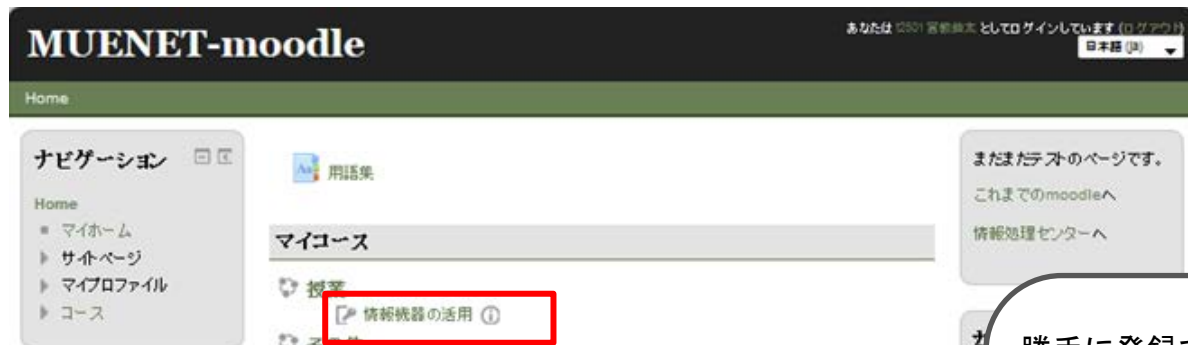 MUENET-moodle
あなたは としてログインしています (ログアウト)
日本語 (ja)
Home
ナビゲーション
Home
マイホーム
サイトページ
マイプロファイル
コース
用語集
マイコース
授業
情報機器の活用
まだまだテストのページです。
これまでのmoodleへ
情報処理センターへ
勝手に登録